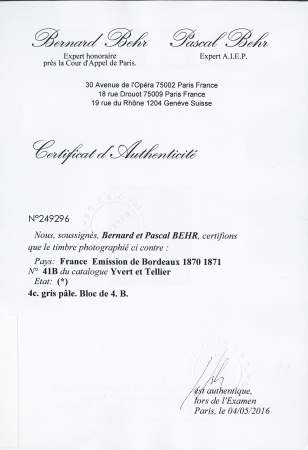 Bernard Behr Pascal Behr
Expert honoraire Expert A.I.E.P.
près la Cour d'Appel de Paris.
30 Avenue de l'Opéra 75002 Paris France
18 rue Drouot 75009 Paris France
19 rue du Rhône 1204 Genève Suisse
Certificat d'Authenticité
N°249296
Nous, soussignés, Bernard et Pascal BEHR, certifions
que le timbre photographié ci contre :
Pays: France Emission de Bordeaux 1870 1871
N° 41B du catalogue Yvert et Tellier
Etat: (*)
4c. gris pâle. Bloc de 4. B.
est authentique,
lors de l'Examen
Paris, le 04/05/2016